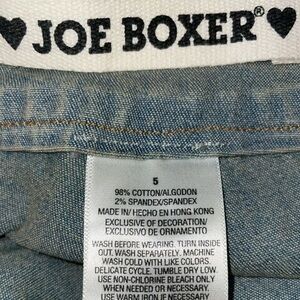 ♥ JOE BOXER® ♥
5
98% COTTON/ALGODON
2% SPANDEX/SPANDEX
MADE IN/ HECHO EN HONG KONG
EXCLUSIVE OF DECORATION/
EXCLUSIVO DE ORNAMENTO
WASH BEFORE WEARING. TURN INSIDE
OUT. WASH SEPARATELY. MACHINE
WASH COLD WITH LIKE COLORS.
DELICATE CYCLE. TUMBLE DRY LOW.
USE NON-CHLORINE BLEACH ONLY
WHEN NEEDED OR NECESSARY.
USE WARM IRON IF NECESSARY.